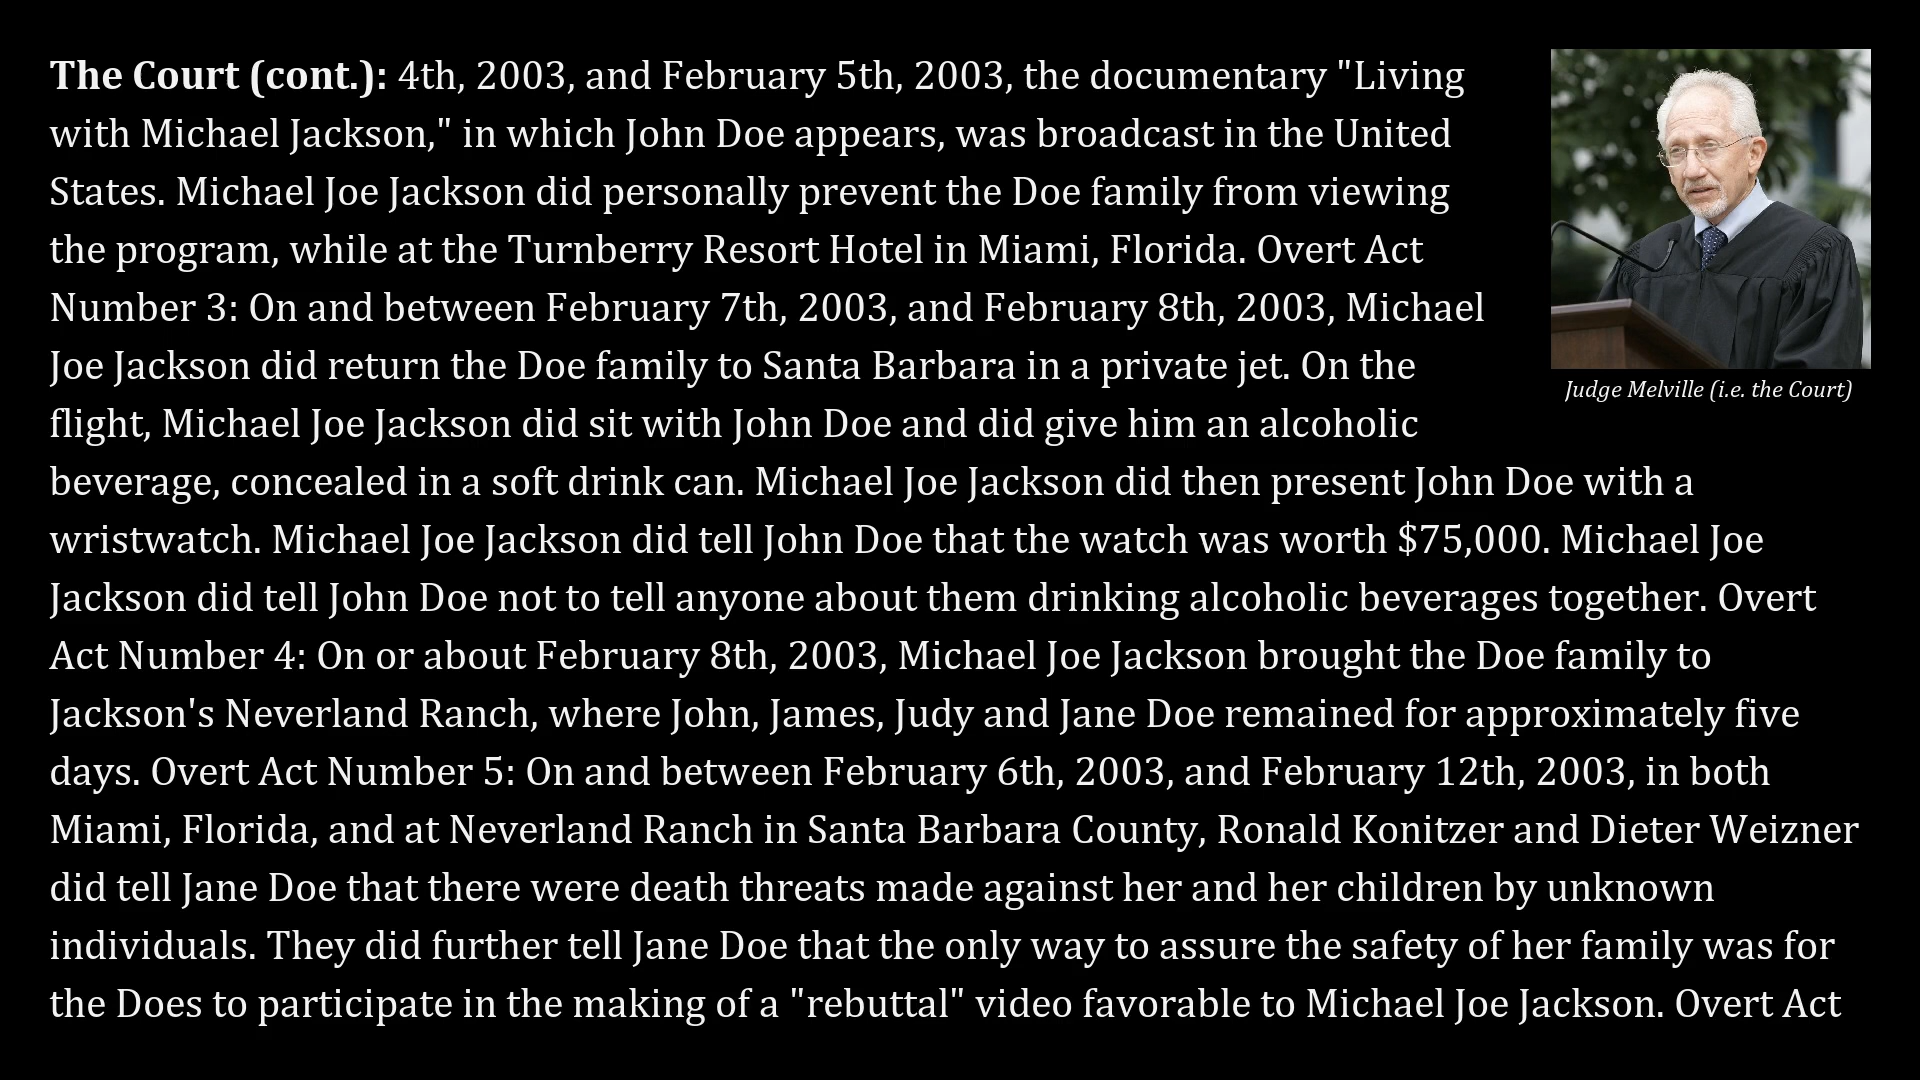 The Court (cont.): 4th, 2003, and February 5th, 2003, the documentary "Living
with Michael Jackson," in which John Doe appears, was broadcast in the United
States. Michael Joe Jackson did personally prevent the Doe family from viewing
the program, while at the Turnberry Resort Hotel in Miami, Florida. Overt Act
Number 3: On and between February 7th, 2003, and February 8th, 2003, Michael
Joe Jackson did return the Doe family to Santa Barbara in a private jet. On the
flight, Michael Joe Jackson did sit with John Doe and did give him an alcoholic
beverage, concealed in a soft drink can. Michael Joe Jackson did then present John Doe with a
wristwatch. Michael Joe Jackson did tell John Doe that the watch was worth $75,000. Michael Joe
Jackson did tell John Doe not to tell anyone about them drinking alcoholic beverages together. Overt
Act Number 4: On or about February 8th, 2003, Michael Joe Jackson brought the Doe family to
Jackson's Neverland Ranch, where John, James, Judy and Jane Doe remained for approximately five
days. Overt Act Number 5: On and between February 6th, 2003, and February 12th, 2003, in both
Miami, Florida, and at Neverland Ranch in Santa Barbara County, Ronald Konitzer and Dieter Weizner
did tell Jane Doe that there were death threats made against her and her children by unknown
individuals. They did further tell Jane Doe that the only way to assure the safety of her family was for
the Does to participate in the making of a "rebuttal" video favorable to Michael Joe Jackson. Overt Act
Judge Melville (i.e. the Court)